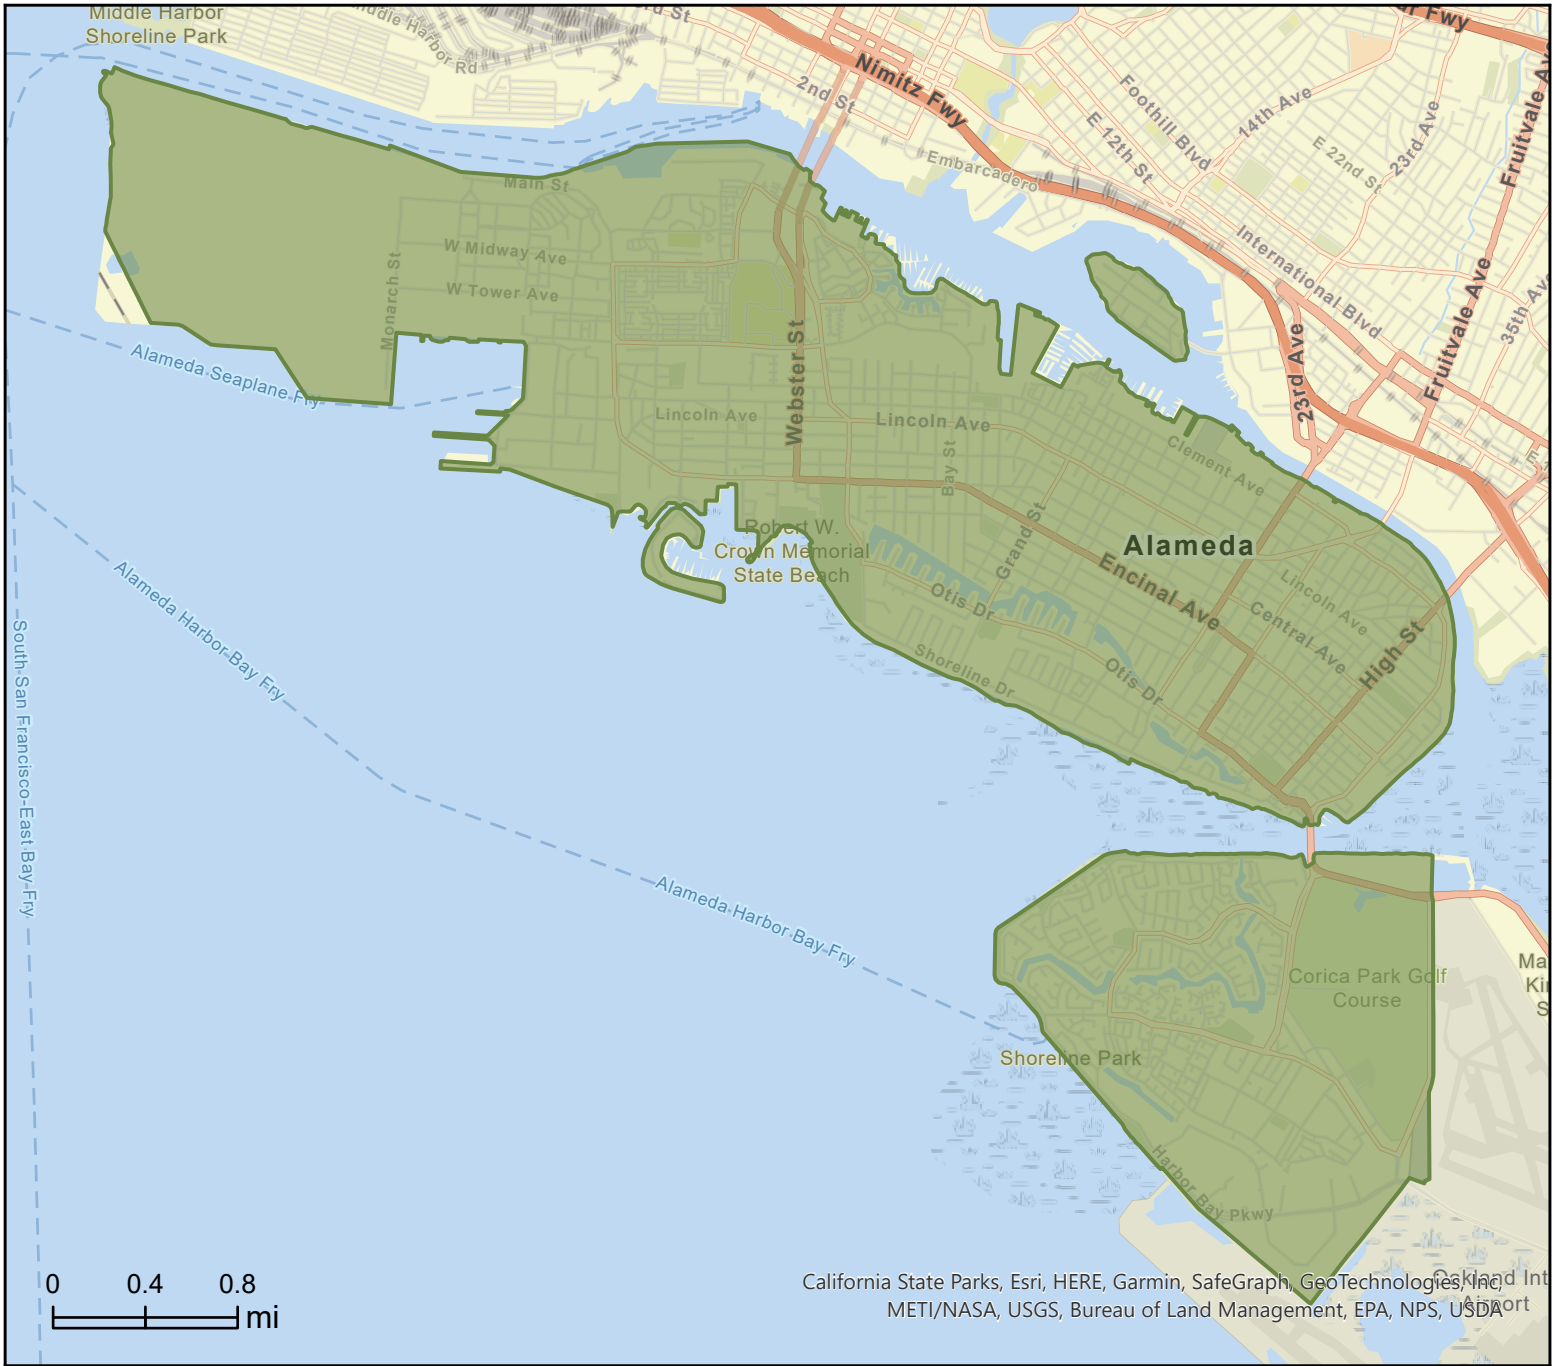 Middle Harbor
Shoreline Park
Middle Harbor Rd
3rd St
2nd St
Nimitz Fwy
Embarcadero
Foothill Blvd
E 12th St
14th Ave
23rd Ave
E 22nd St
Fruitvale Ave
International Blvd
Fruitvale Ave
35th Ave
23rd Ave
Main St
W Midway Ave
W Tower Ave
Monarch St
Alameda Seaplane Fry
Webster St
Lincoln Ave
Lincoln Ave
Bay St
Clement Ave
Grand St
Alameda
Robert W.
Crown Memorial
State Beach
Encinal Ave
Lincoln Ave
Central Ave
High St
Otis Dr
Otis Dr
Shoreline Dr
Alameda Harbor Bay Fry
South San Francisco-East Bay Fry
Alameda Harbor Bay Fry
Corica Park Golf
Course
Shoreline Park
Harbor Bay Pkwy
Oakland Int
Airport
0 0.4 0.8
mi
California State Parks, Esri, HERE, Garmin, SafeGraph, GeoTechnologies, Inc,
METI/NASA, USGS, Bureau of Land Management, EPA, NPS, USDA